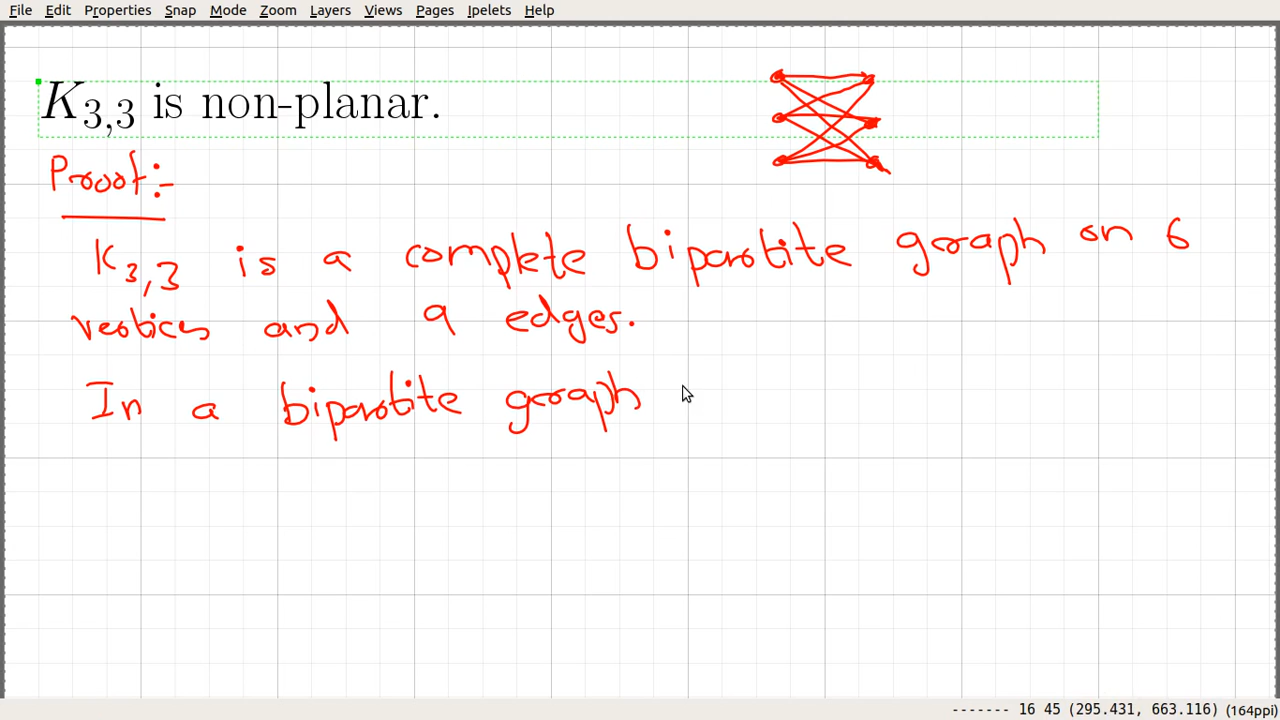 File Edit Properties Snap Mode Zoom Layers Views Pages Ipelets Help
K3,3 is non-planar.
Proof:-
K3,3 is a complete bipartite graph on 6
vertices and 9 edges.
In a bipartite graph
------- 16 45 (295.431, 663.116) (164ppi)